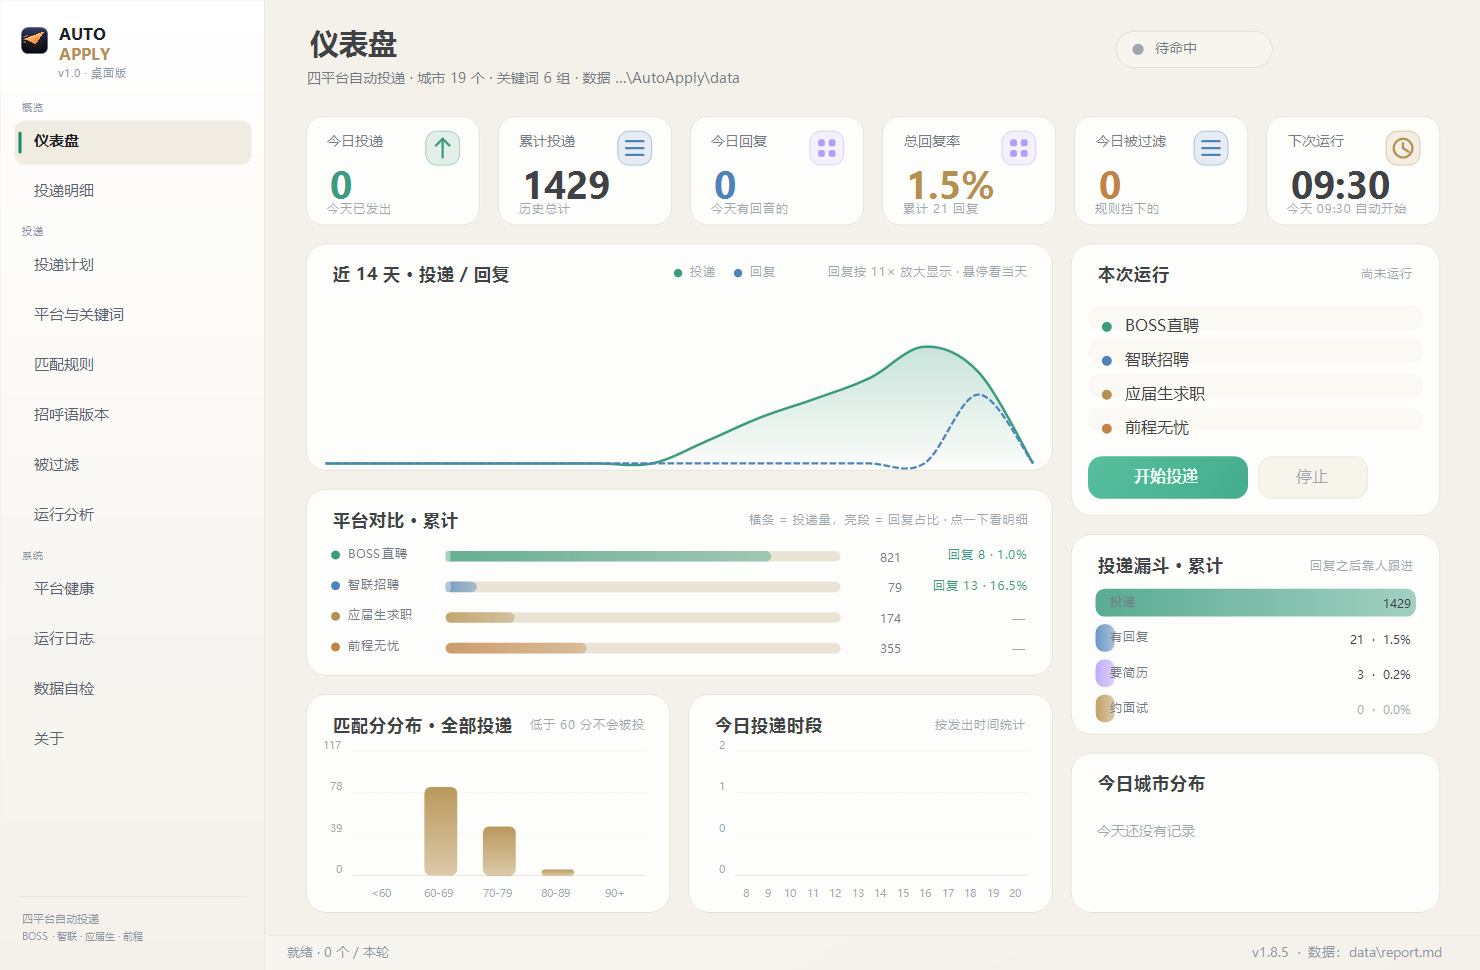 AUTO
APPLY
v1.0 · 桌面版
概览
仪表盘
投递明细
投递
投递计划
平台与关键词
匹配规则
招呼语版本
被过滤
运行分析
系统
平台健康
运行日志
数据自检
关于
四平台自动投递
BOSS · 智联 · 应届生 · 前程
仪表盘
四平台自动投递 · 城市 19 个 · 关键词 6 组 · 数据 ...\AutoApply\data
待命中
今日投递
0
今天已发出
累计投递
1429
历史总计
今日回复
0
今天有回音的
总回复率
1.5%
累计 21 回复
今日被过滤
0
规则挡下的
下次运行
09:30
今天 09:30 自动开始
近 14 天 • 投递 / 回复
投递
回复
回复按 11× 放大显示 · 悬停看当天
平台对比 • 累计
横条 = 投递量，亮段 = 回复占比 · 点一下看明细
BOSS直聘 821 回复 8 · 1.0%
智联招聘 79 回复 13 · 16.5%
应届生求职 174 —
前程无忧 355 —
匹配分分布 • 全部投递
低于 60 分不会被投
117
78
39
0
<60 60-69 70-79 80-89 90+
今日投递时段
按发出时间统计
2
1
0
0
8 9 10 11 12 13 14 15 16 17 18 19 20
本次运行
尚未运行
BOSS直聘
智联招聘
应届生求职
前程无忧
开始投递
停止
投递漏斗 • 累计
回复之后靠人跟进
投递 1429
有回复 21 · 1.5%
要简历 3 · 0.2%
约面试 0 · 0.0%
今日城市分布
今天还没有记录
就绪 · 0 个 / 本轮
v1.8.5 · 数据：data\report.md